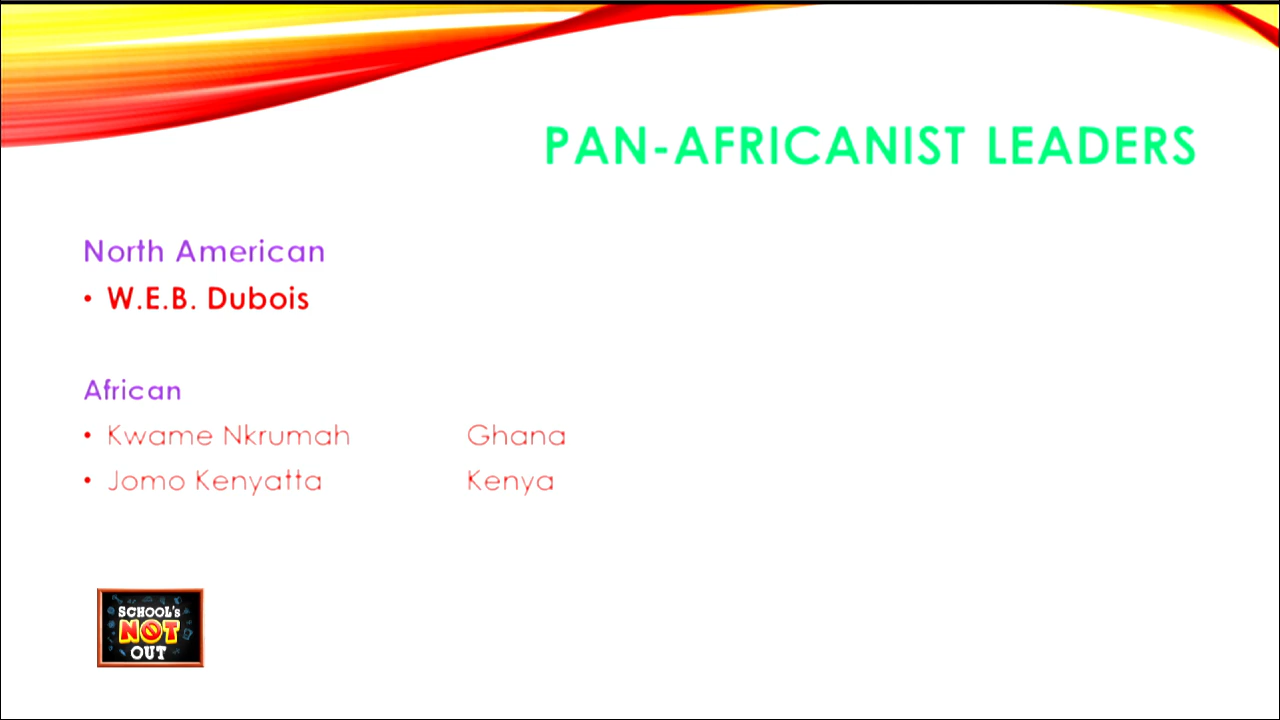 PAN-AFRICANIST LEADERS
North American
• W.E.B. Dubois
African
• Kwame Nkrumah Ghana
• Jomo Kenyatta Kenya
SCHOOL'S
NOT
OUT